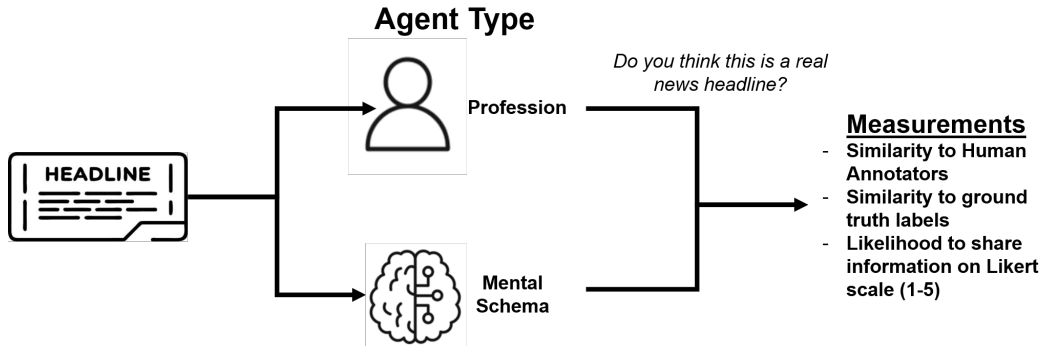 Agent Type
HEADLINE
Profession
Mental
Schema
Do you think this is a real
news headline?
Measurements
- Similarity to Human
Annotators
- Similarity to ground
truth labels
- Likelihood to share
information on Likert
scale (1-5)